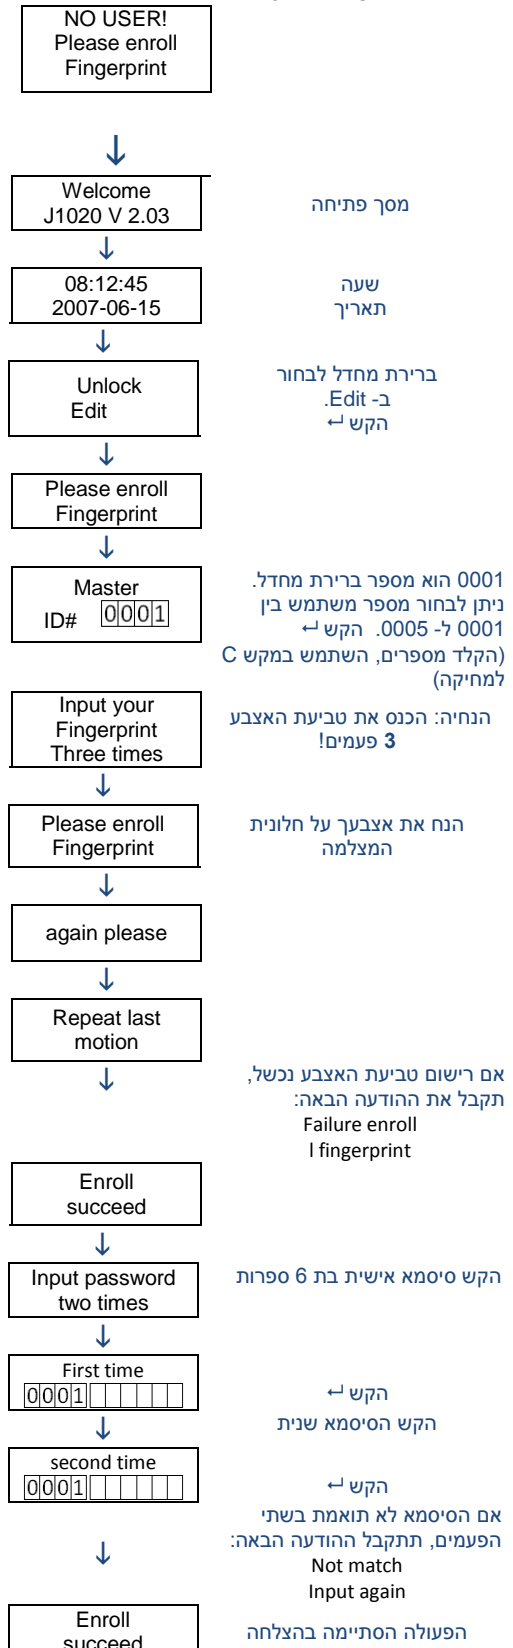 NO USER!
Please enroll
Fingerprint
↓
Welcome
J1020 V 2.03
מסך פתיחה
↓
08:12:45
2007-06-15
שעה
תאריך
↓
Unlock
Edit
ברירת מחדל לבחור
ב- Edit.
הקש ↵
↓
Please enroll
Fingerprint
↓
Master
ID# 0001
0001 הוא מספר ברירת מחדל.
ניתן לבחור מספר משתמש בין
0001 ל- 0005. הקש ↵
(הקלד מספרים, השתמש במקש C
למחיקה)
Input your
Fingerprint
Three times
הנחיה: הכנס את טביעת האצבע
3 פעמים!
↓
Please enroll
Fingerprint
הנח את אצבעך על חלונית
המצלמה
↓
again please
↓
Repeat last
motion
↓
אם רישום טביעת האצבע נכשל,
תקבל את ההודעה הבאה:
Failure enroll
l fingerprint
Enroll
succeed
↓
Input password
two times
הקש סיסמא אישית בת 6 ספרות
↓
First time
0001
הקש ↵
↓
הקש הסיסמא שנית
second time
0001
הקש ↵
↓
אם הסיסמא לא תואמת בשתי
הפעמים, תתקבל ההודעה הבאה:
Not match
Input again
Enroll
succeed
הפעולה הסתיימה בהצלחה